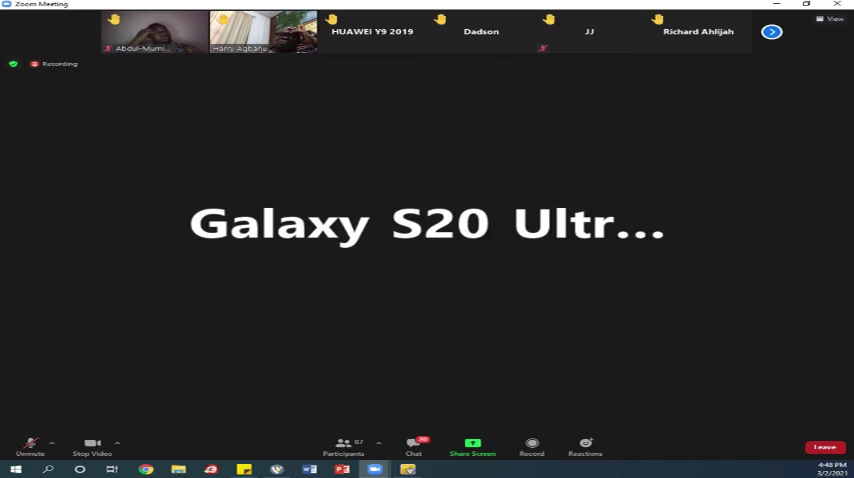 Zoom Meeting
View
Abdul-Mumi...
Harry Agbanu
HUAWEI Y9 2019
Dadson
JJ
Richard Ahlijah
Recording
Galaxy S20 Ultr...
Unmute
Stop Video
87
Participants
20
Chat
Share Screen
Record
Reactions
Leave
4:48 PM
3/2/2021